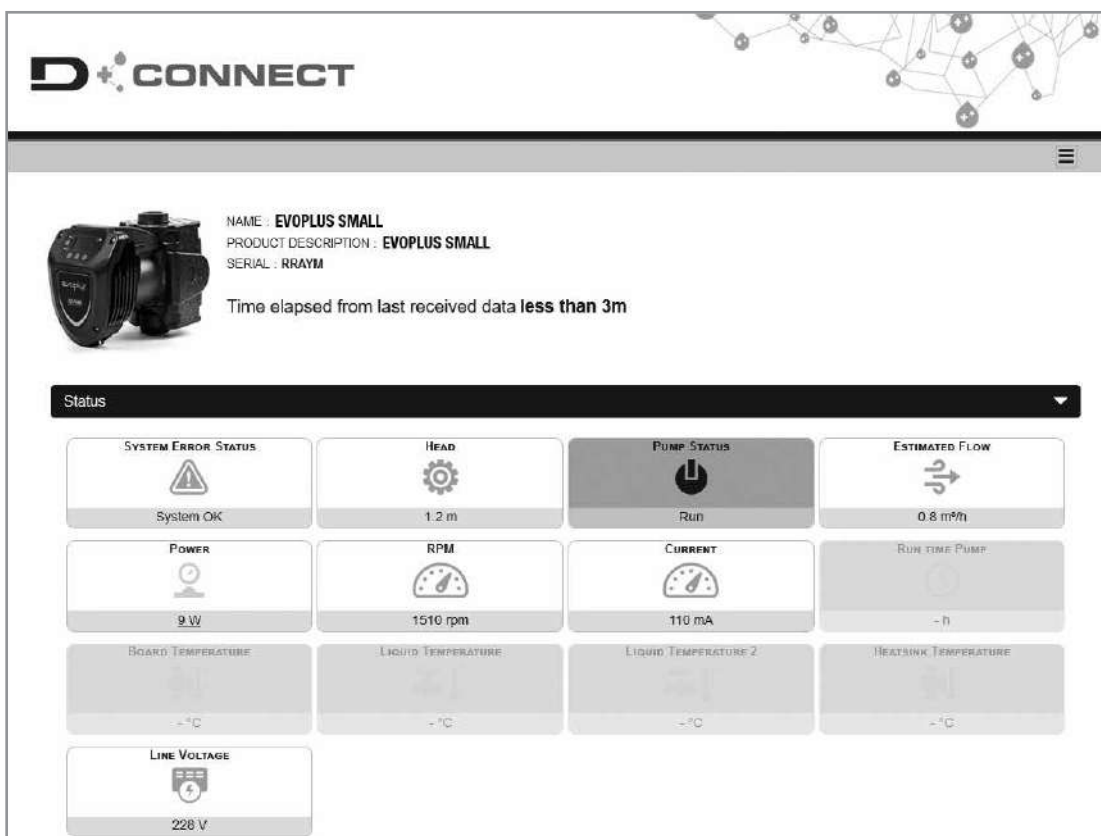 D+ CONNECT
NAME : EVOPLUS SMALL
PRODUCT DESCRIPTION : EVOPLUS SMALL
SERIAL : RRAYM
Time elapsed from last received data less than 3m
Status
SYSTEM ERROR STATUS
System OK
HEAD
1.2 m
PUMP STATUS
Run
ESTIMATED FLOW
0.8 m³/h
POWER
9 W
RPM
1510 rpm
CURRENT
110 mA
RUN TIME PUMP
- h
BOARD TEMPERATURE
- °C
LIQUID TEMPERATURE
- °C
LIQUID TEMPERATURE 2
- °C
HEATSINK TEMPERATURE
- °C
LINE VOLTAGE
228 V